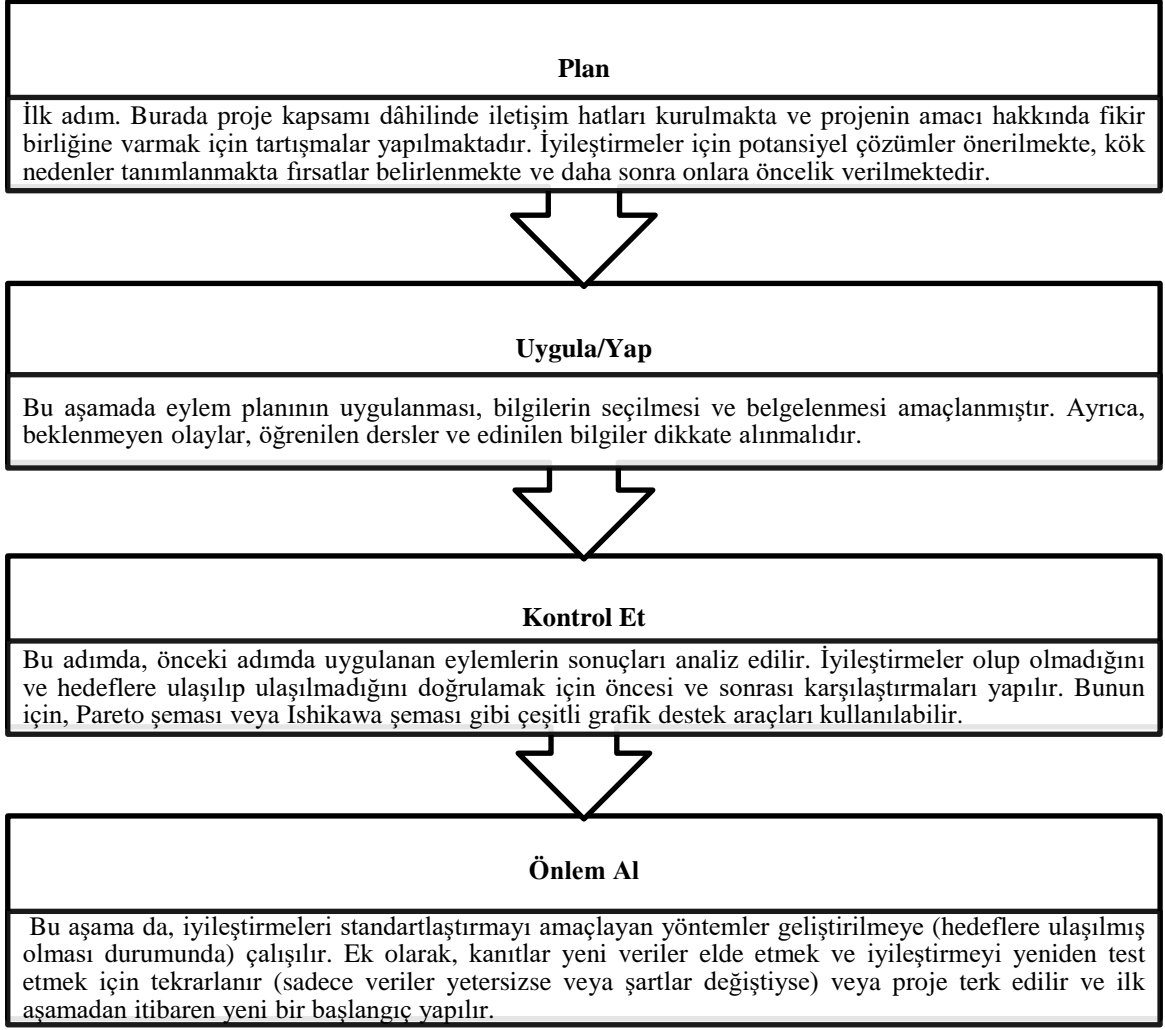 Plan
İlk adım. Burada proje kapsamı dâhilinde iletişim hatları kurulmakta ve projenin amacı hakkında fikir
birliğine varmak için tartışmalar yapılmaktadır. İyileştirmeler için potansiyel çözümler önerilmekte, kök
nedenler tanımlanmakta fırsatlar belirlenmekte ve daha sonra onlara öncelik verilmektedir.
Uygula/Yap
Bu aşamada eylem planının uygulanması, bilgilerin seçilmesi ve belgelenmesi amaçlanmıştır. Ayrıca,
beklenmeyen olaylar, öğrenilen dersler ve edinilen bilgiler dikkate alınmalıdır.
Kontrol Et
Bu adımda, önceki adımda uygulanan eylemlerin sonuçları analiz edilir. İyileştirmeler olup olmadığını
ve hedeflere ulaşılıp ulaşılmadığını doğrulamak için öncesi ve sonrası karşılaştırmaları yapılır. Bunun
için, Pareto şeması veya Ishikawa şeması gibi çeşitli grafik destek araçları kullanılabilir.
Önlem Al
Bu aşama da, iyileştirmeleri standartlaştırmayı amaçlayan yöntemler geliştirilmeye (hedeflere ulaşılmış
olması durumunda) çalışılır. Ek olarak, kanıtlar yeni veriler elde etmek ve iyileştirmeyi yeniden test
etmek için tekrarlanır (sadece veriler yetersizse veya şartlar değiştiyse) veya proje terk edilir ve ilk
aşamadan itibaren yeni bir başlangıç yapılır.